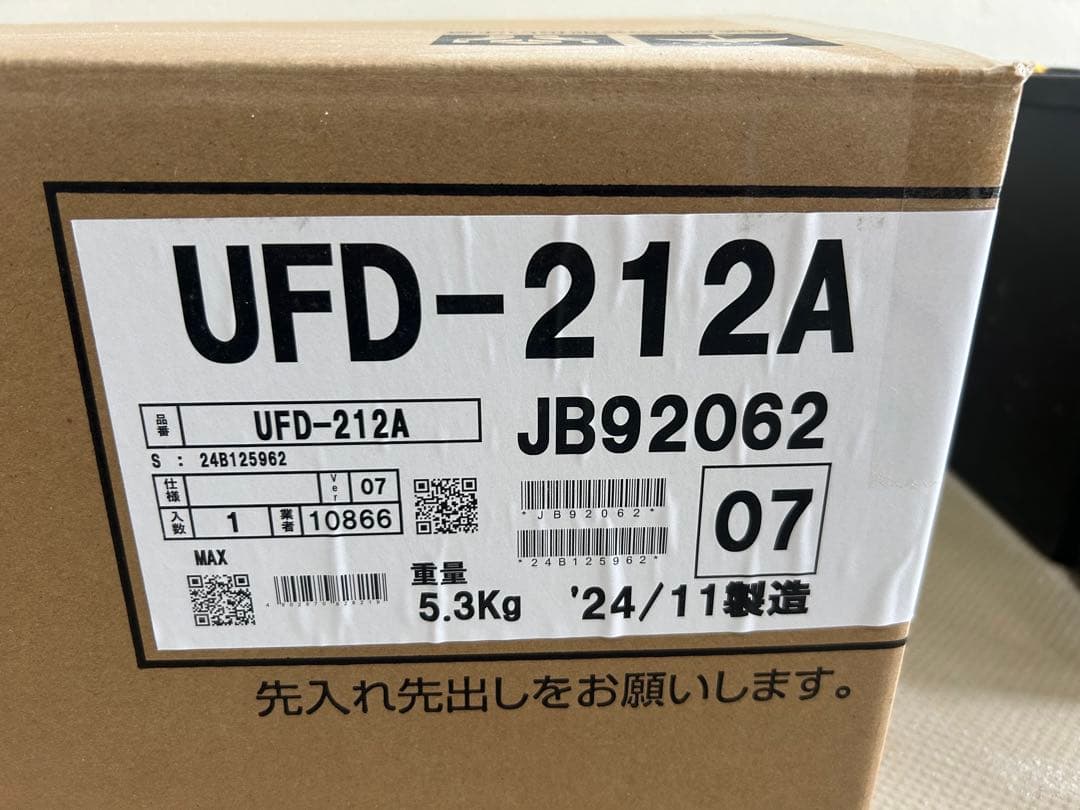 UFD-212A
品番 UFD-212A
JB92062
S : 24B125962
仕様 Ver 07
入数 1 業者 10866
*JB92062*
*24B125962*
07
MAX
重量
5.3Kg '24/11製造
先入れ先出しをお願いします。